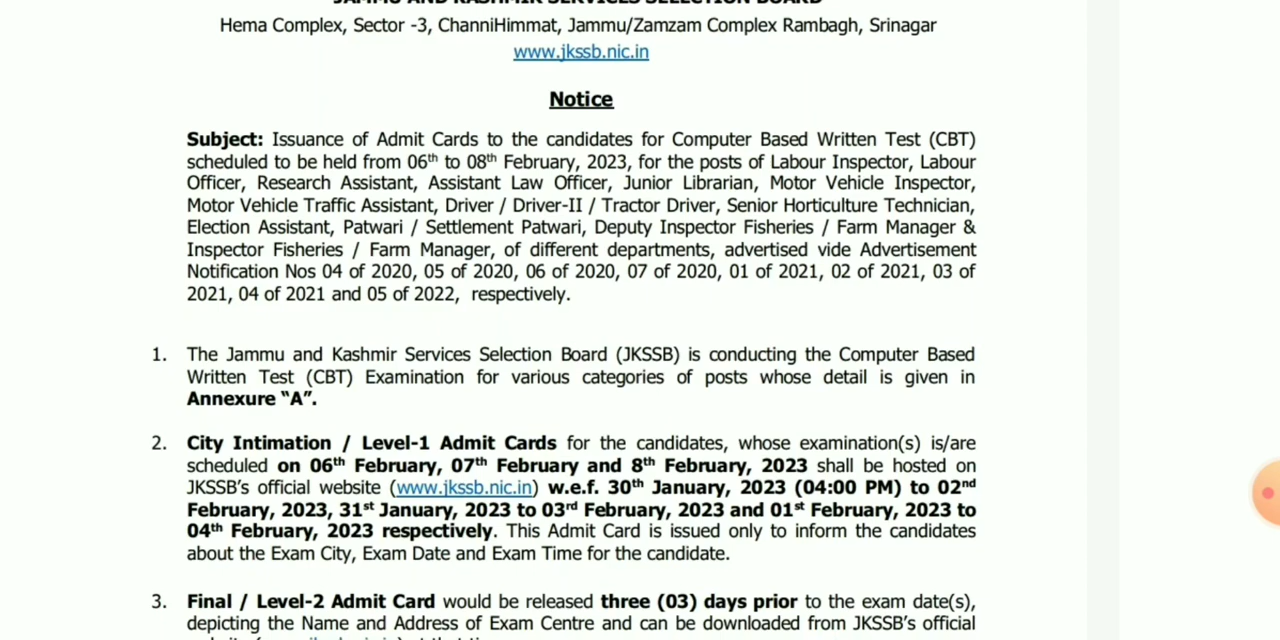 JAMMU AND KASHMIR SERVICES SELECTION BOARD
Hema Complex, Sector -3, ChanniHimmat, Jammu/Zamzam Complex Rambagh, Srinagar
www.jkssb.nic.in
Notice
Subject: Issuance of Admit Cards to the candidates for Computer Based Written Test (CBT)
scheduled to be held from 06th to 08th February, 2023, for the posts of Labour Inspector, Labour
Officer, Research Assistant, Assistant Law Officer, Junior Librarian, Motor Vehicle Inspector,
Motor Vehicle Traffic Assistant, Driver / Driver-II / Tractor Driver, Senior Horticulture Technician,
Election Assistant, Patwari / Settlement Patwari, Deputy Inspector Fisheries / Farm Manager &
Inspector Fisheries / Farm Manager, of different departments, advertised vide Advertisement
Notification Nos 04 of 2020, 05 of 2020, 06 of 2020, 07 of 2020, 01 of 2021, 02 of 2021, 03 of
2021, 04 of 2021 and 05 of 2022, respectively.
1. The Jammu and Kashmir Services Selection Board (JKSSB) is conducting the Computer Based
Written Test (CBT) Examination for various categories of posts whose detail is given in
Annexure “A”.
2. City Intimation / Level-1 Admit Cards for the candidates, whose examination(s) is/are
scheduled on 06th February, 07th February and 8th February, 2023 shall be hosted on
JKSSB’s official website (www.jkssb.nic.in) w.e.f. 30th January, 2023 (04:00 PM) to 02nd
February, 2023, 31st January, 2023 to 03rd February, 2023 and 01st February, 2023 to
04th February, 2023 respectively. This Admit Card is issued only to inform the candidates
about the Exam City, Exam Date and Exam Time for the candidate.
3. Final / Level-2 Admit Card would be released three (03) days prior to the exam date(s),
depicting the Name and Address of Exam Centre and can be downloaded from JKSSB’s official